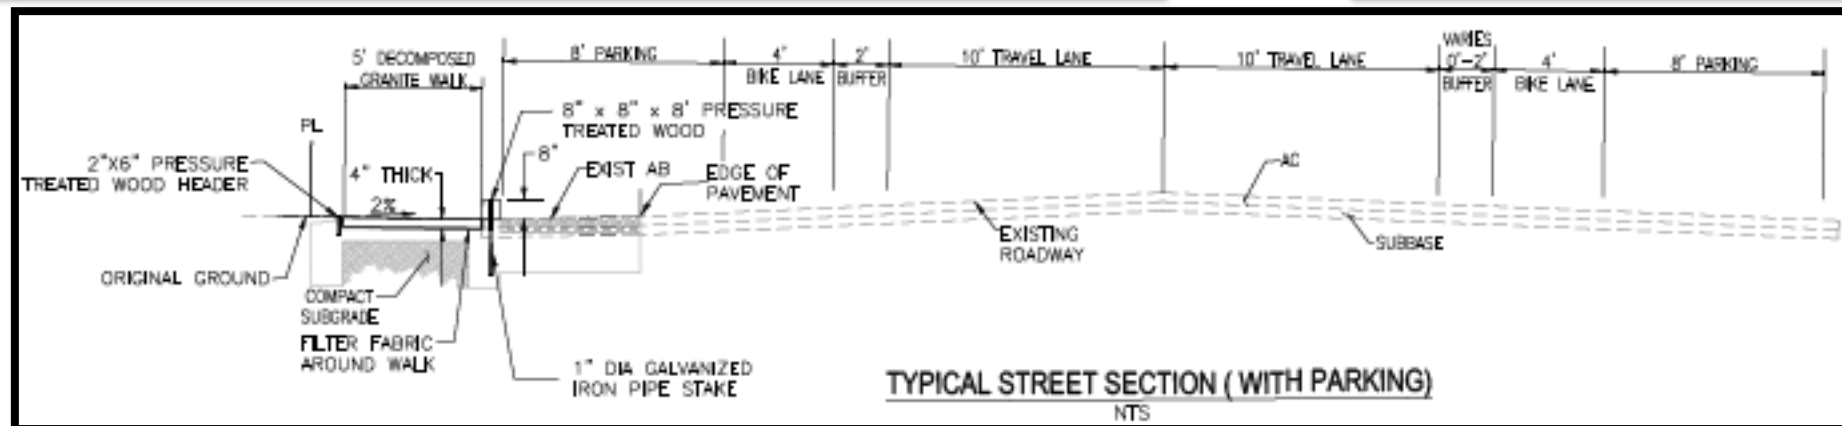 5' DECOMPOSED
GRANITE WALK
8' PARKING
4'
BIKE LANE
2'
BUFFER
10' TRAVEL LANE
10' TRAVEL LANE
VARIES
0'-2'
BUFFER
4'
BIKE LANE
8' PARKING
PL
8" x 8" x 8' PRESSURE
TREATED WOOD
2"X6" PRESSURE
TREATED WOOD HEADER
4" THICK
8"
EXIST AB
EDGE OF
PAVEMENT
AC
2%
EXISTING
ROADWAY
SUBBASE
ORIGINAL GROUND
COMPACT
SUBGRADE
FILTER FABRIC
AROUND WALK
1" DIA GALVANIZED
IRON PIPE STAKE
TYPICAL STREET SECTION ( WITH PARKING)
NTS